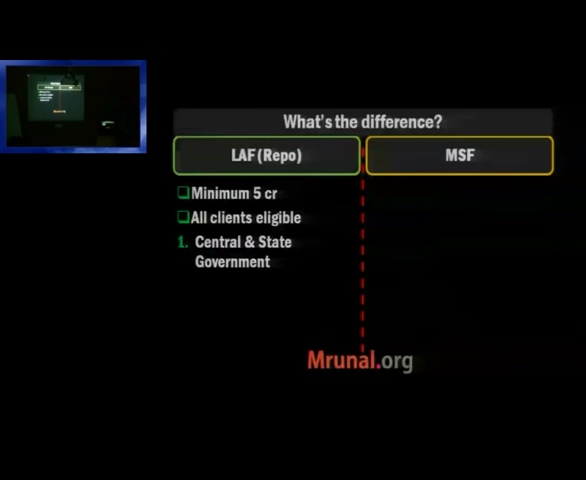 What's the difference?
LAF(Repo)
MSF
Minimum 5 cr
All clients eligible
1. Central & State
Government
Mrunal.org